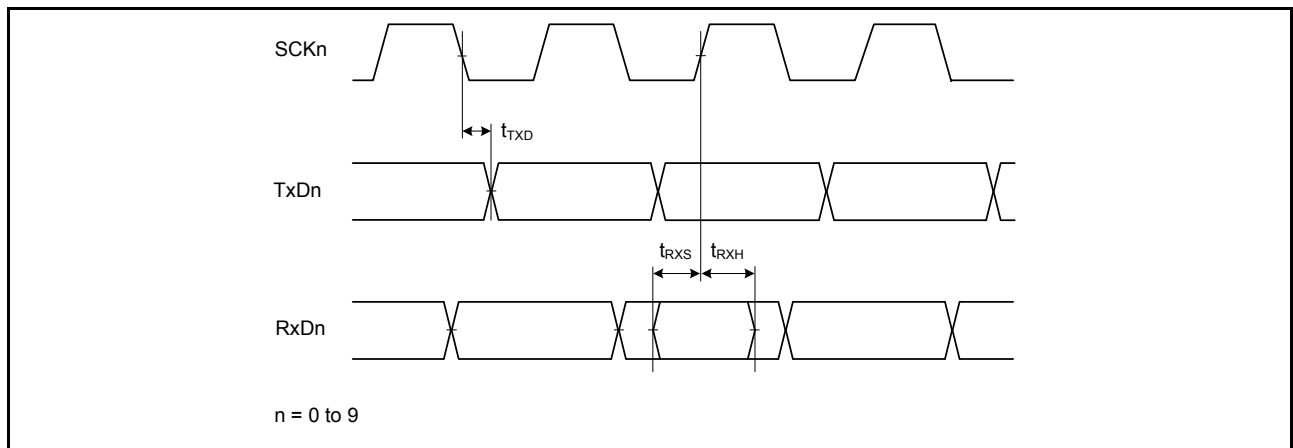 SCKn
tTXD
TxDn
tRXS tRXH
RxDn
n = 0 to 9